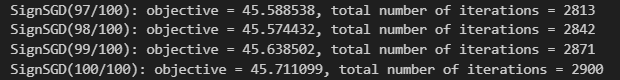 SignSGD(97/100): objective = 45.588538, total number of iterations = 2813
SignSGD(98/100): objective = 45.574432, total number of iterations = 2842
SignSGD(99/100): objective = 45.638502, total number of iterations = 2871
SignSGD(100/100): objective = 45.711099, total number of iterations = 2900